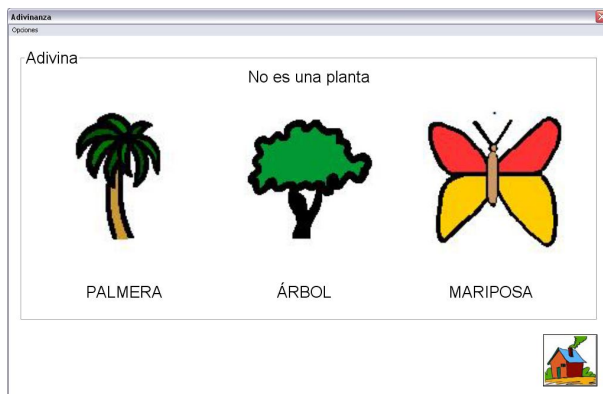 Adivinanza
Opciones
Adivina
No es una planta
PALMERA ÁRBOL MARIPOSA